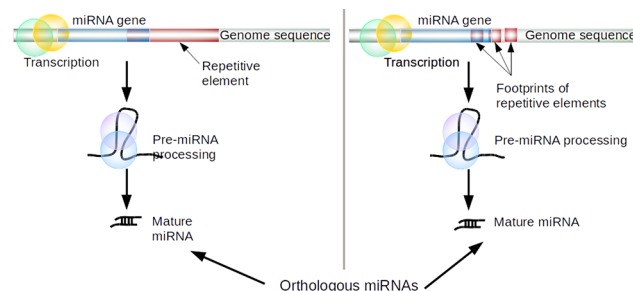 miRNA gene
Genome sequence
Transcription
Repetitive
element
Pre-miRNA
processing
Mature
miRNA
miRNA gene
Genome sequence
Transcription
Footprints of
repetitive elements
Pre-miRNA processing
Mature miRNA
Orthologous miRNAs